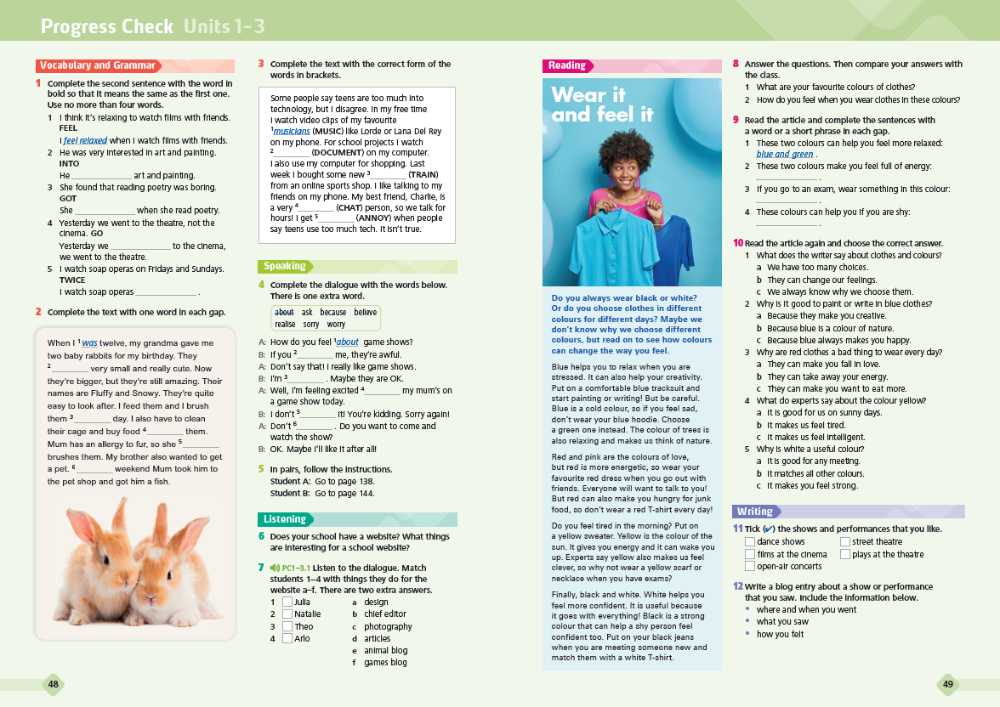 Progress Check Units 1–3
Vocabulary and Grammar
1 Complete the second sentence with the word in
bold so that it means the same as the first one.
Use no more than four words.
1 I think it's relaxing to watch films with friends.
FEEL
I feel relaxed when I watch films with friends.
2 He was very interested in art and painting.
INTO
He ______________ art and painting.
3 She found that reading poetry was boring.
GOT
She ______________ when she read poetry.
4 Yesterday we went to the theatre, not the
cinema. GO
Yesterday we ______________ to the cinema,
we went to the theatre.
5 I watch soap operas on Fridays and Sundays.
TWICE
I watch soap operas ______________ .
2 Complete the text with one word in each gap.
When I ¹was twelve, my grandma gave me
two baby rabbits for my birthday. They
²________ very small and really cute. Now
they're bigger, but they're still amazing. Their
names are Fluffy and Snowy. They're quite
easy to look after. I feed them and I brush
them ³________ day. I also have to clean
their cage and buy food ⁴________ them.
Mum has an allergy to fur, so she ⁵________
brushes them. My brother also wanted to get
a pet. ⁶________ weekend Mum took him to
the pet shop and got him a fish.
3 Complete the text with the correct form of the
words in brackets.
Some people say teens are too much into
technology, but I disagree. In my free time
I watch video clips of my favourite
¹musicians (MUSIC) like Lorde or Lana Del Rey
on my phone. For school projects I watch
²________ (DOCUMENT) on my computer.
I also use my computer for shopping. Last
week I bought some new ³________ (TRAIN)
from an online sports shop. I like talking to my
friends on my phone. My best friend, Charlie, is
a very ⁴________ (CHAT) person, so we talk for
hours! I get ⁵________ (ANNOY) when people
say teens use too much tech. It isn't true.
Speaking
4 Complete the dialogue with the words below.
There is one extra word.
about ask because believe
realise sorry worry
A: How do you feel ¹about game shows?
B: If you ²________ me, they're awful.
A: Don't say that! I really like game shows.
B: I'm ³________ . Maybe they are OK.
A: Well, I'm feeling excited ⁴________ my mum's on
a game show today.
B: I don't ⁵________ it! You're kidding. Sorry again!
A: Don't ⁶________ . Do you want to come and
watch the show?
B: OK. Maybe I'll like it after all!
5 In pairs, follow the instructions.
Student A: Go to page 138.
Student B: Go to page 144.
Listening
6 Does your school have a website? What things
are interesting for a school website?
7 PC1–3.1 Listen to the dialogue. Match
students 1–4 with things they do for the
website a–f. There are two extra answers.
1 Julia a design
2 Natalie b chief editor
3 Theo c photography
4 Arlo d articles
e animal blog
f games blog
48
Reading
Wear it
and feel it
Do you always wear black or white?
Or do you choose clothes in different
colours for different days? Maybe we
don't know why we choose different
colours, but read on to see how colours
can change the way you feel.
Blue helps you to relax when you are
stressed. It can also help your creativity.
Put on a comfortable blue tracksuit and
start painting or writing! But be careful.
Blue is a cold colour, so if you feel sad,
don't wear your blue hoodie. Choose
a green one instead. The colour of trees is
also relaxing and makes us think of nature.
Red and pink are the colours of love,
but red is more energetic, so wear your
favourite red dress when you go out with
friends. Everyone will want to talk to you!
But red can also make you hungry for junk
food, so don't wear a red T-shirt every day!
Do you feel tired in the morning? Put on
a yellow sweater. Yellow is the colour of the
sun. It gives you energy and it can wake you
up. Experts say yellow also makes us feel
clever, so why not wear a yellow scarf or
necklace when you have exams?
Finally, black and white. White helps you
feel more confident. It is useful because
it goes with everything! Black is a strong
colour that can help a shy person feel
confident too. Put on your black jeans
when you are meeting someone new and
match them with a white T-shirt.
8 Answer the questions. Then compare your answers with
the class.
1 What are your favourite colours of clothes?
2 How do you feel when you wear clothes in these colours?
9 Read the article and complete the sentences with
a word or a short phrase in each gap.
1 These two colours can help you feel more relaxed:
blue and green .
2 These two colours make you feel full of energy:
______________ .
3 If you go to an exam, wear something in this colour:
______________ .
4 These colours can help you if you are shy:
______________ .
10 Read the article again and choose the correct answer.
1 What does the writer say about clothes and colours?
a We have too many choices.
b They can change our feelings.
c We always know why we choose them.
2 Why is it good to paint or write in blue clothes?
a Because they make you creative.
b Because blue is a colour of nature.
c Because blue always makes you happy.
3 Why are red clothes a bad thing to wear every day?
a They can make you fall in love.
b They can take away your energy.
c They can make you want to eat more.
4 What do experts say about the colour yellow?
a It is good for us on sunny days.
b It makes us feel tired.
c It makes us feel intelligent.
5 Why is white a useful colour?
a It is good for any meeting.
b It matches all other colours.
c It makes you feel strong.
Writing
11 Tick (✔) the shows and performances that you like.
dance shows street theatre
films at the cinema plays at the theatre
open-air concerts
12 Write a blog entry about a show or performance
that you saw. Include the information below.
• where and when you went
• what you saw
• how you felt
49